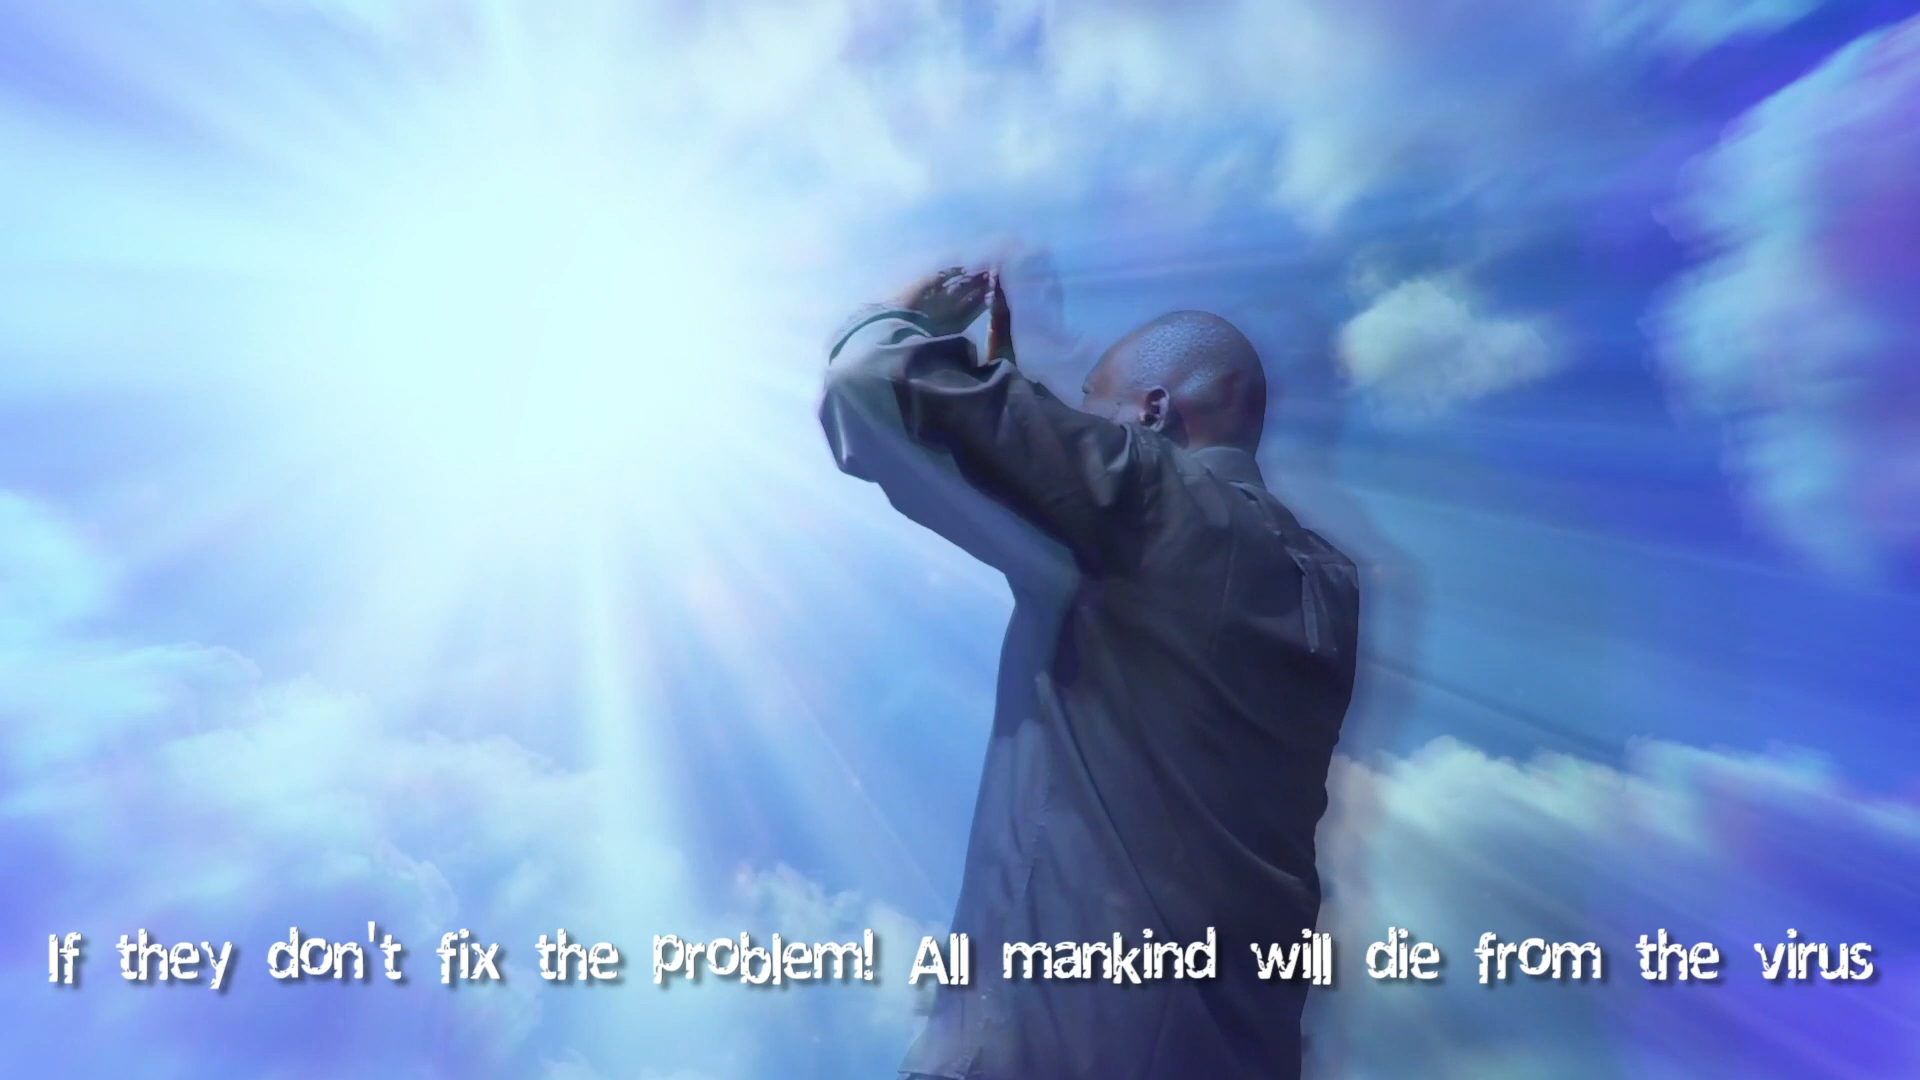 If they don't fix the problem! All mankind will die from the virus